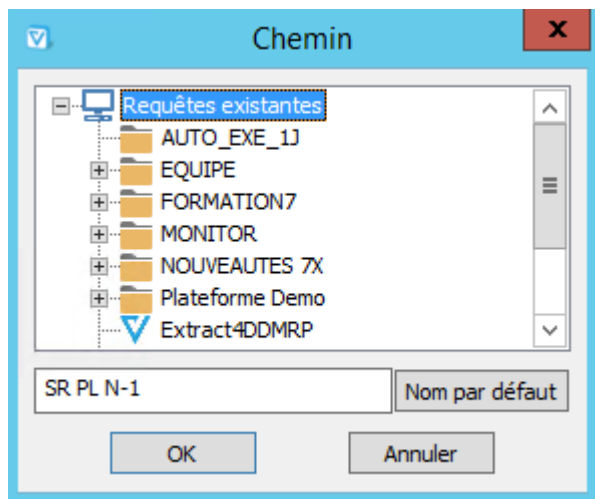 Chemin
Requêtes existantes
AUTO_EXE_1J
EQUIPE
FORMATION7
MONITOR
NOUVEAUTES 7X
Plateforme Demo
Extract4DDMRP
SR PL N-1
Nom par défaut
OK
Annuler